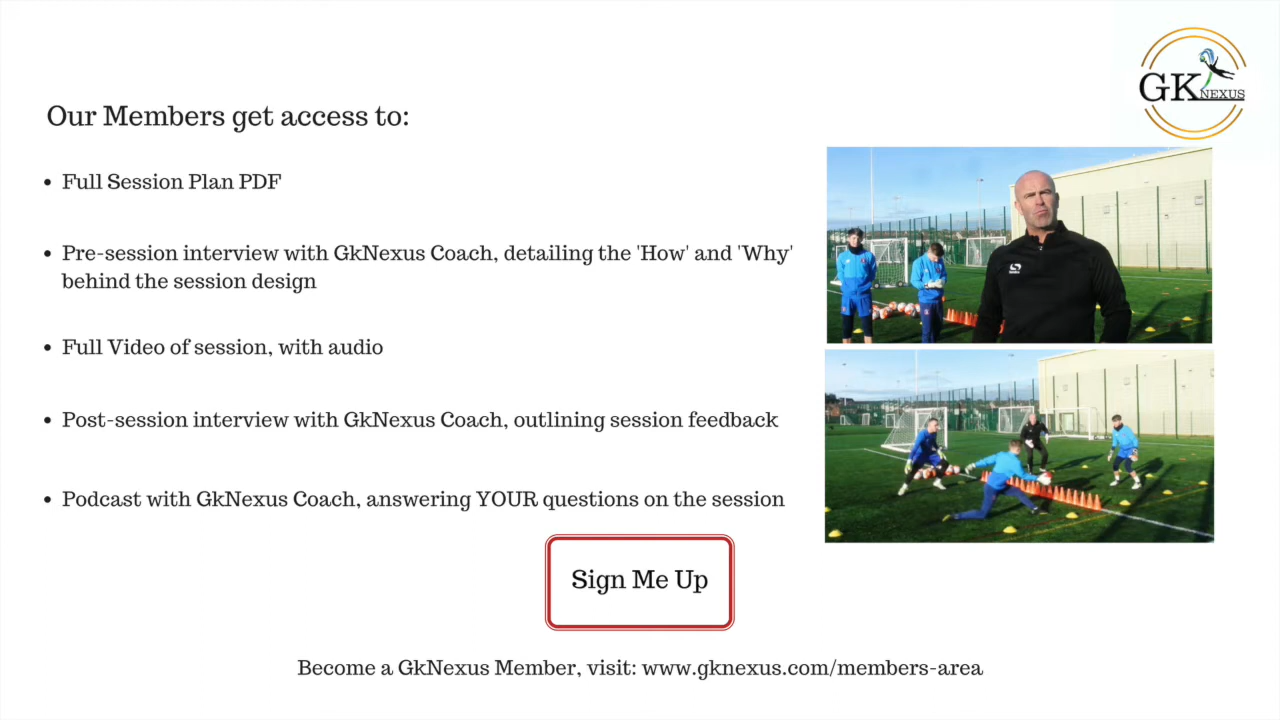 GK NEXUS
Our Members get access to:
• Full Session Plan PDF
• Pre-session interview with GkNexus Coach, detailing the 'How' and 'Why'
behind the session design
• Full Video of session, with audio
• Post-session interview with GkNexus Coach, outlining session feedback
• Podcast with GkNexus Coach, answering YOUR questions on the session
Sign Me Up
Become a GkNexus Member, visit: www.gknexus.com/members-area